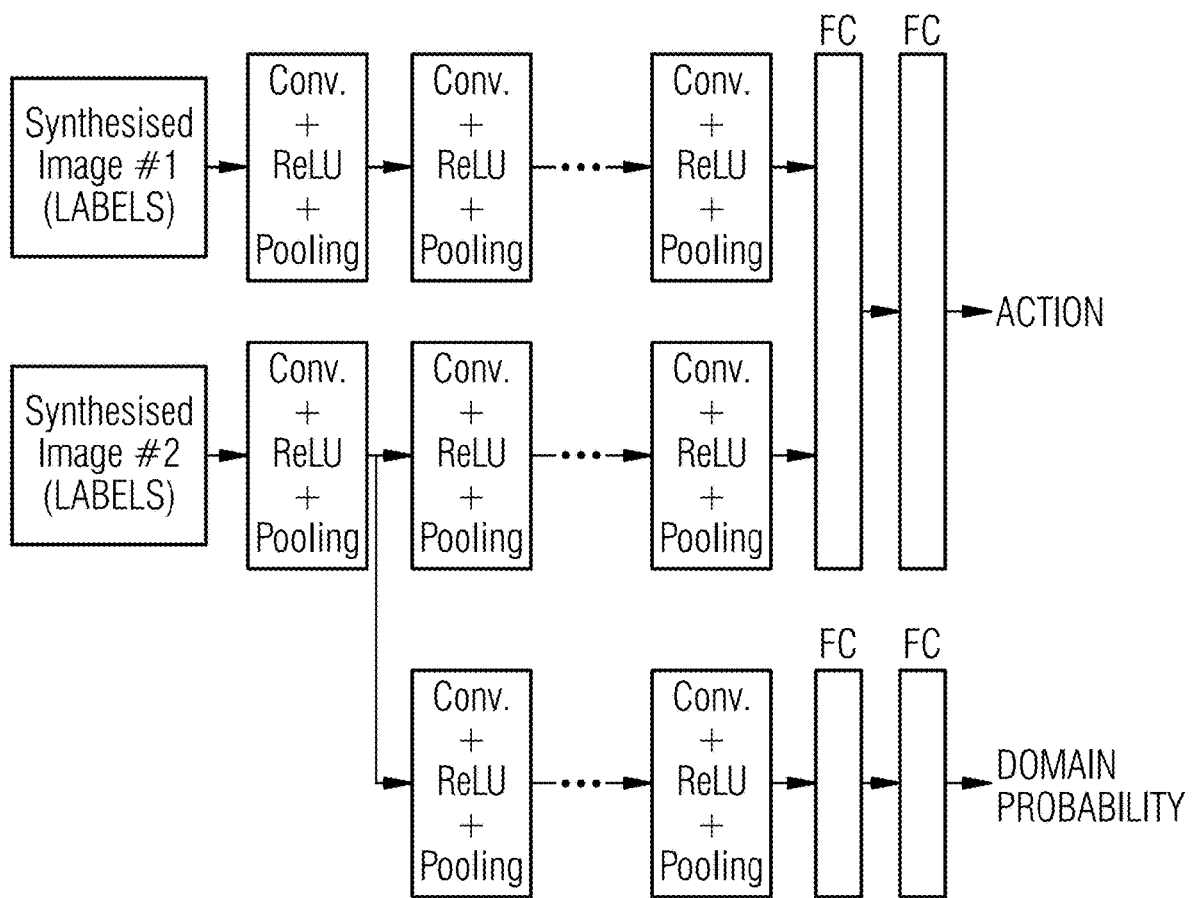 FC
FC
Synthesised
Image #1
(LABELS)
Conv.
+
ReLU
+
Pooling
Conv.
+
ReLU
+
Pooling
Conv.
+
ReLU
+
Pooling
ACTION
Synthesised
Image #2
(LABELS)
Conv.
+
ReLU
+
Pooling
Conv.
+
ReLU
+
Pooling
Conv.
+
ReLU
+
Pooling
FC
FC
Conv.
+
ReLU
+
Pooling
Conv.
+
ReLU
+
Pooling
DOMAIN
PROBABILITY